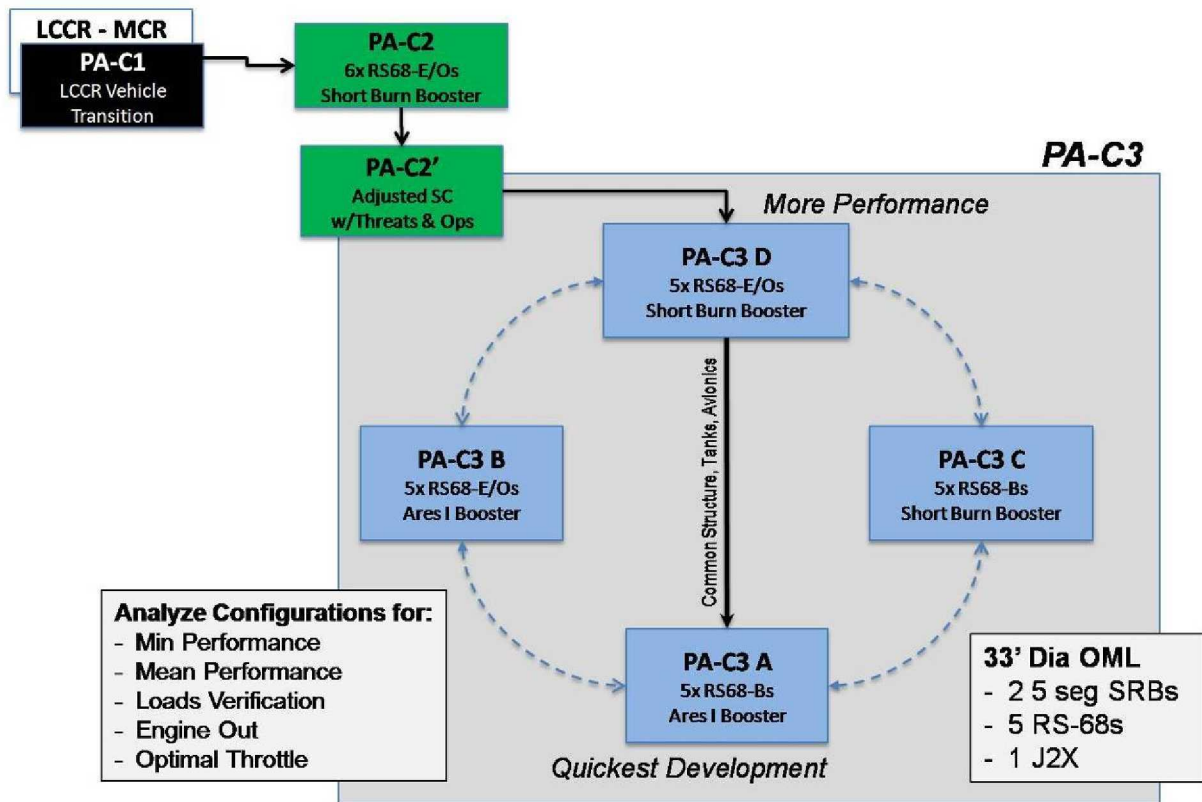 LCCR - MCR
PA-C1
LCCR Vehicle
Transition
PA-C2
6x RS68-E/Os
Short Burn Booster
PA-C2’
Adjusted SC
w/Threats & Ops
PA-C3
More Performance
PA-C3 D
5x RS68-E/Os
Short Burn Booster
Common Structure, Tanks, Avionics
PA-C3 B
5x RS68-E/Os
Ares I Booster
PA-C3 C
5x RS68-Bs
Short Burn Booster
PA-C3 A
5x RS68-Bs
Ares I Booster
Quickest Development
Analyze Configurations for:
- Min Performance
- Mean Performance
- Loads Verification
- Engine Out
- Optimal Throttle
33’ Dia OML
- 2 5 seg SRBs
- 5 RS-68s
- 1 J2X